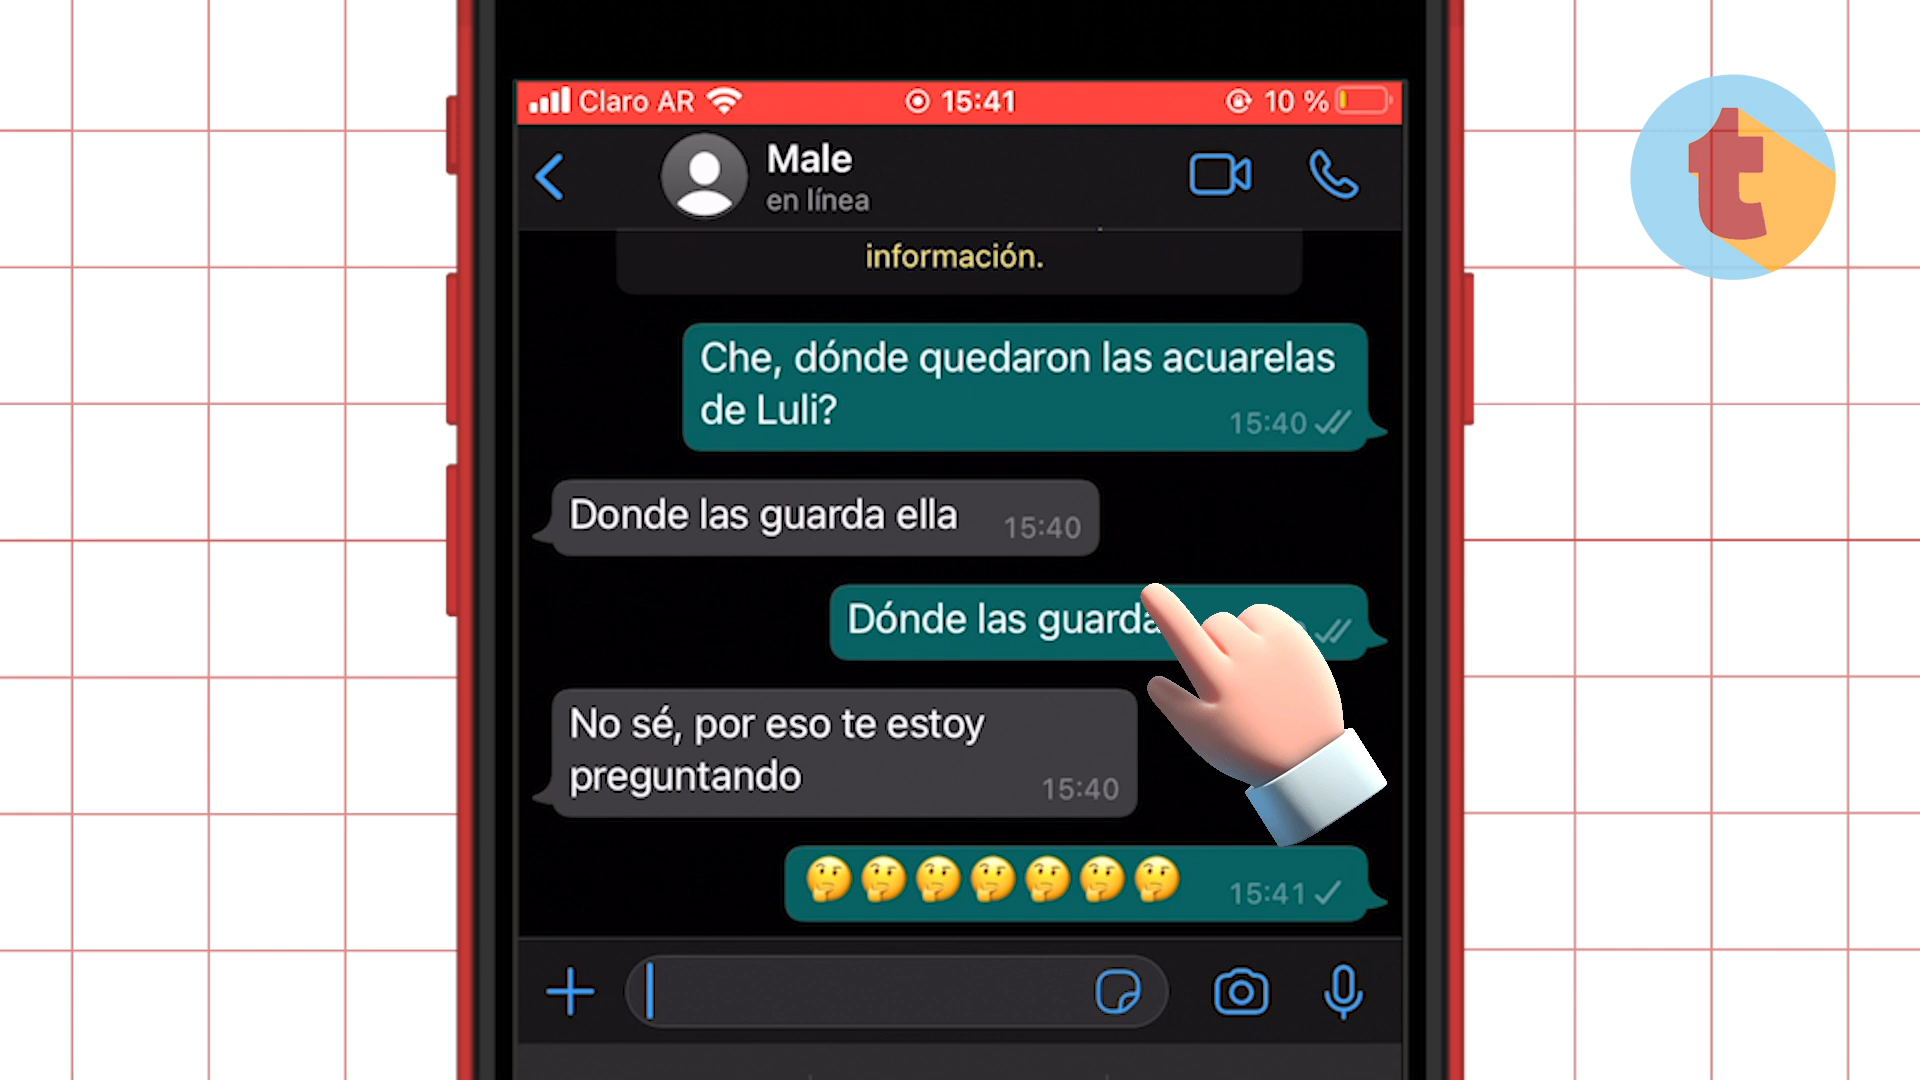 Claro AR 15:41 10 %
Male
en línea
información.
Che, dónde quedaron las acuarelas
de Luli?
15:40
Donde las guarda ella 15:40
Dónde las guarda
No sé, por eso te estoy
preguntando
15:40
🤔🤔🤔🤔🤔🤔🤔 15:41
t